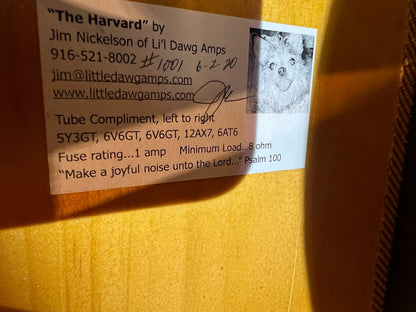 "The Harvard" by
Jim Nickelson of Li'l Dawg Amps
916-521-8002 #1001 6-2-20
jim@littledawgamps.com
www.littledawgamps.com
Tube Compliment, left to right
5Y3GT, 6V6GT, 6V6GT, 12AX7, 6AT6
Fuse rating...1 amp Minimum Load...8 ohm
"Make a joyful noise unto the Lord..." Psalm 100